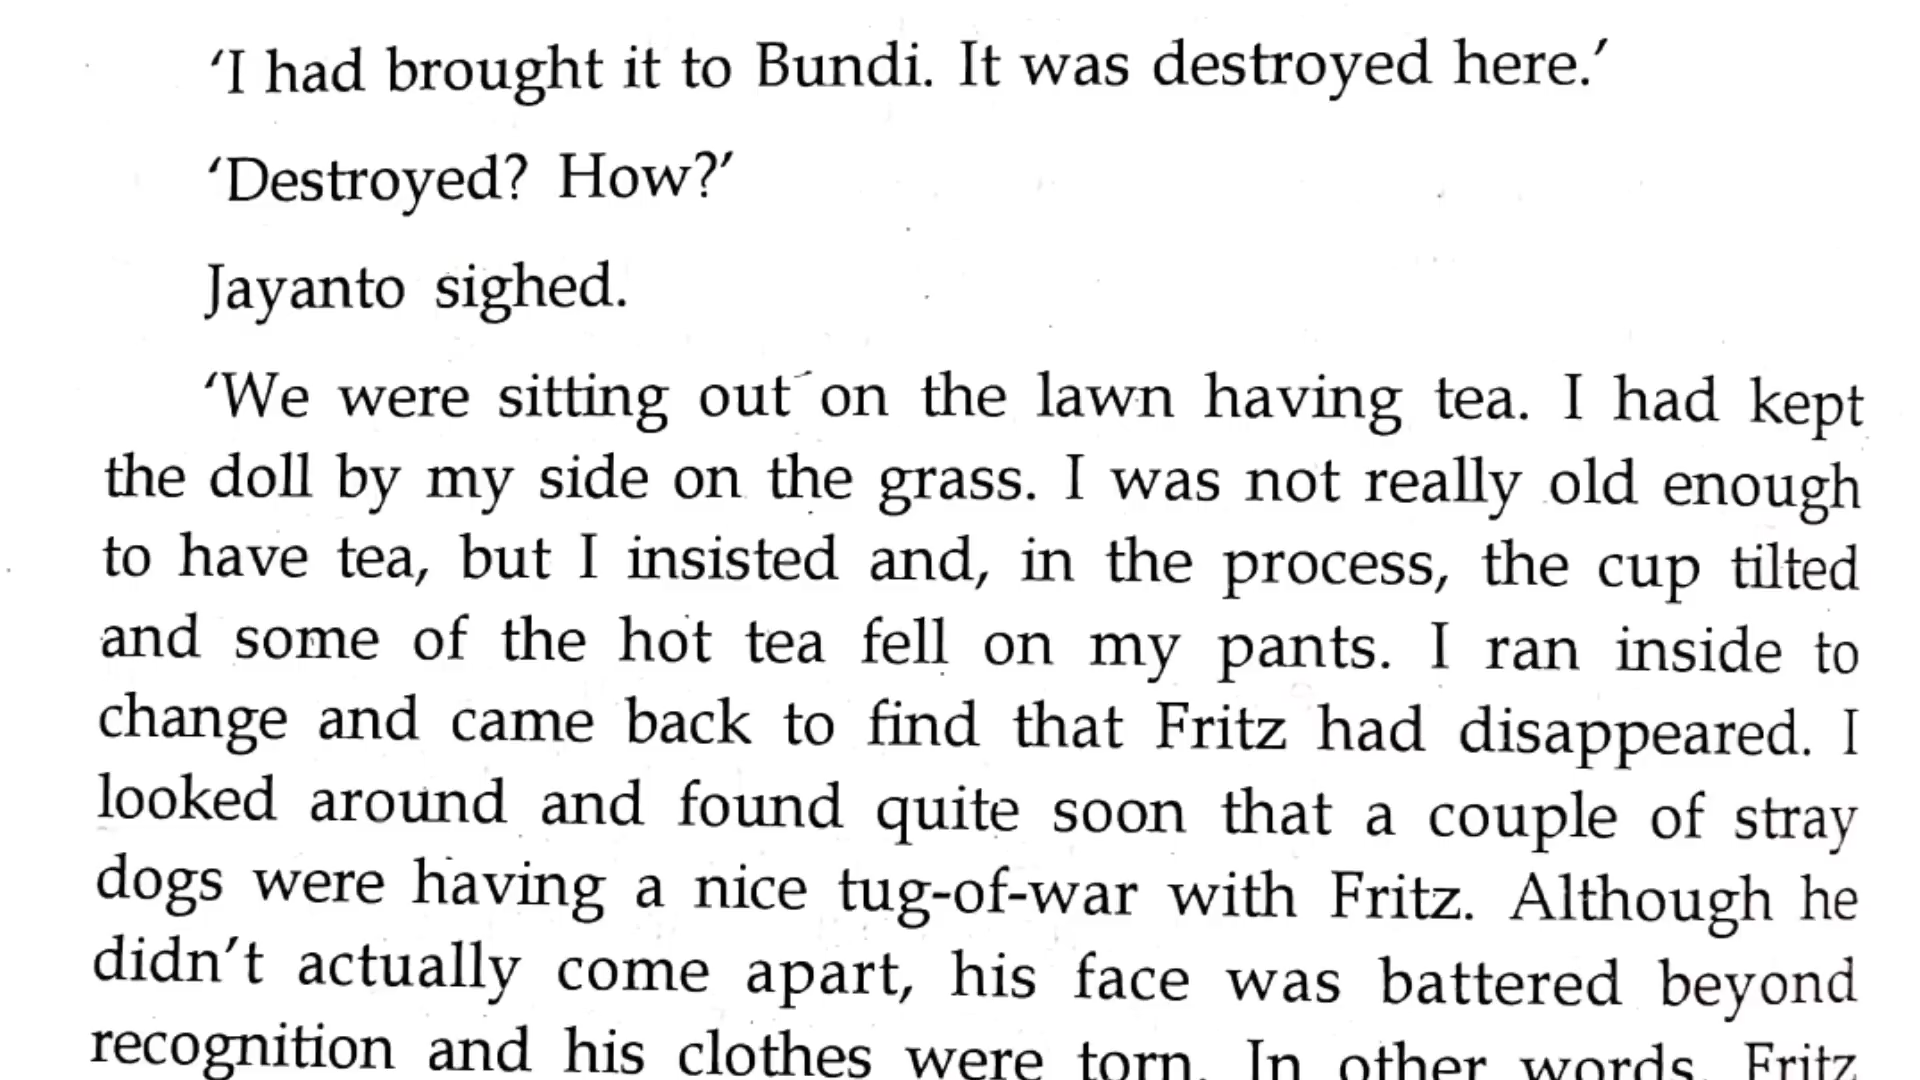 ‘I had brought it to Bundi. It was destroyed here.’
‘Destroyed? How?’
Jayanto sighed.
‘We were sitting out on the lawn having tea. I had kept
the doll by my side on the grass. I was not really old enough
to have tea, but I insisted and, in the process, the cup tilted
and some of the hot tea fell on my pants. I ran inside to
change and came back to find that Fritz had disappeared. I
looked around and found quite soon that a couple of stray
dogs were having a nice tug-of-war with Fritz. Although he
didn’t actually come apart, his face was battered beyond
recognition and his clothes were torn. In other words, Fritz